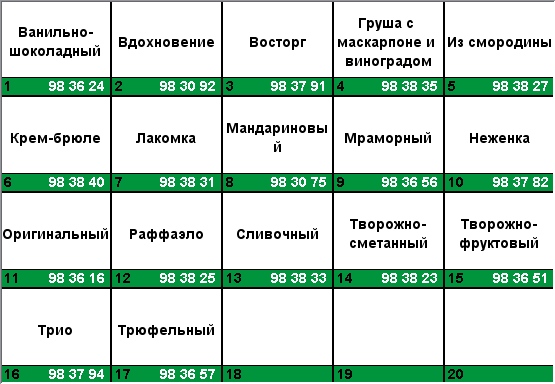 Ванильно-
шоколадный
1 98 36 24
Вдохновение
2 98 30 92
Восторг
3 98 37 91
Груша с
маскарпоне и
виноградом
4 98 38 35
Из смородины
5 98 38 27
Крем-брюле
6 98 38 40
Лакомка
7 98 38 31
Мандариновы
й
8 98 30 75
Мраморный
9 98 36 56
Неженка
10 98 37 82
Оригинальный
11 98 36 16
Раффаэло
12 98 38 25
Сливочный
13 98 38 33
Творожно-
сметанный
14 98 38 23
Творожно-
фруктовый
15 98 36 51
Трио
16 98 37 94
Трюфельный
17 98 36 57
18
19
20